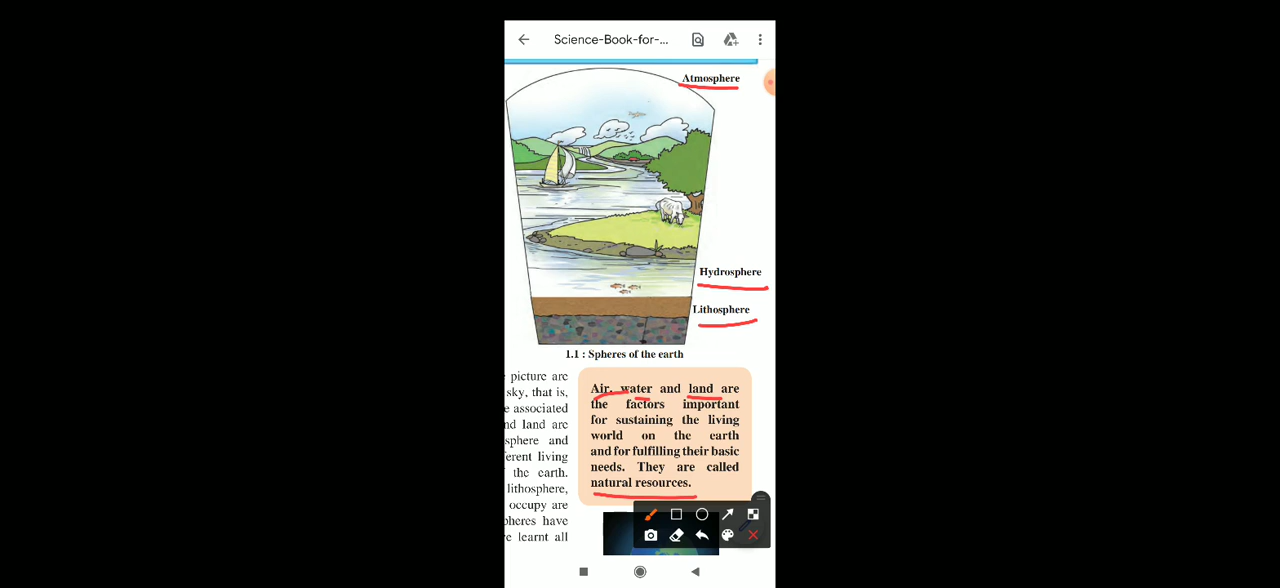 Science-Book-for-...
Atmosphere
Hydrosphere
Lithosphere
1.1 : Spheres of the earth
picture are
sky, that is,
associated
land are
sphere and
ferent living
the earth.
lithosphere,
occupy are
pheres have
learnt all
Air, water and land are
the factors important
for sustaining the living
world on the earth
and for fulfilling their basic
needs. They are called
natural resources.